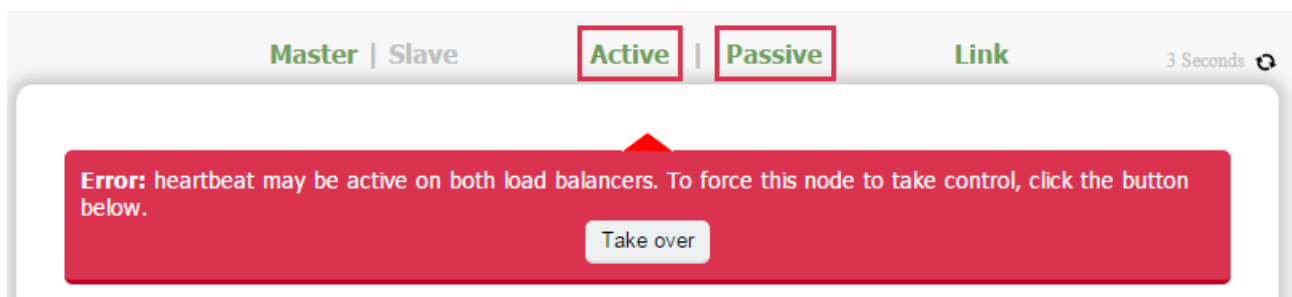 Master | Slave Active | Passive Link 3 Seconds
Error: heartbeat may be active on both load balancers. To force this node to take control, click the button
below.
Take over